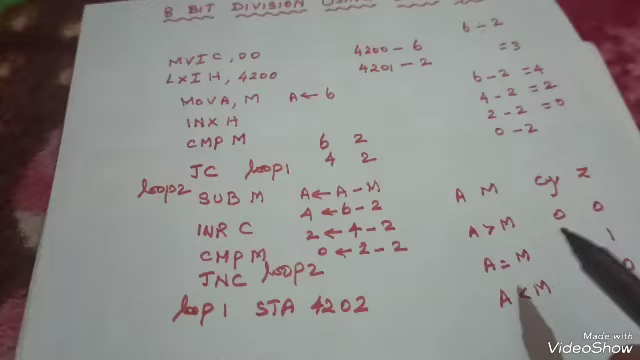 8 BIT DIVISION USING
MVI C, 00 4200 - 6 6 - 2
LXI H, 4200 4201 - 2 = 3
MOV A, M A ← 6 6 - 2 = 4
INX H 4 - 2 = 2
CMP M 6 2 2 - 2 = 0
JC loop1 4 2 0 - 2
loop2 SUB M A ← A - M A M Cy Z
INR C 4 ← 6 - 2 A > M 0 0
CMP M 2 ← 4 - 2 A = M 1
JNC loop2 0 ← 2 - 2 A < M 0
loop1 STA 4202
Made With
VideoShow